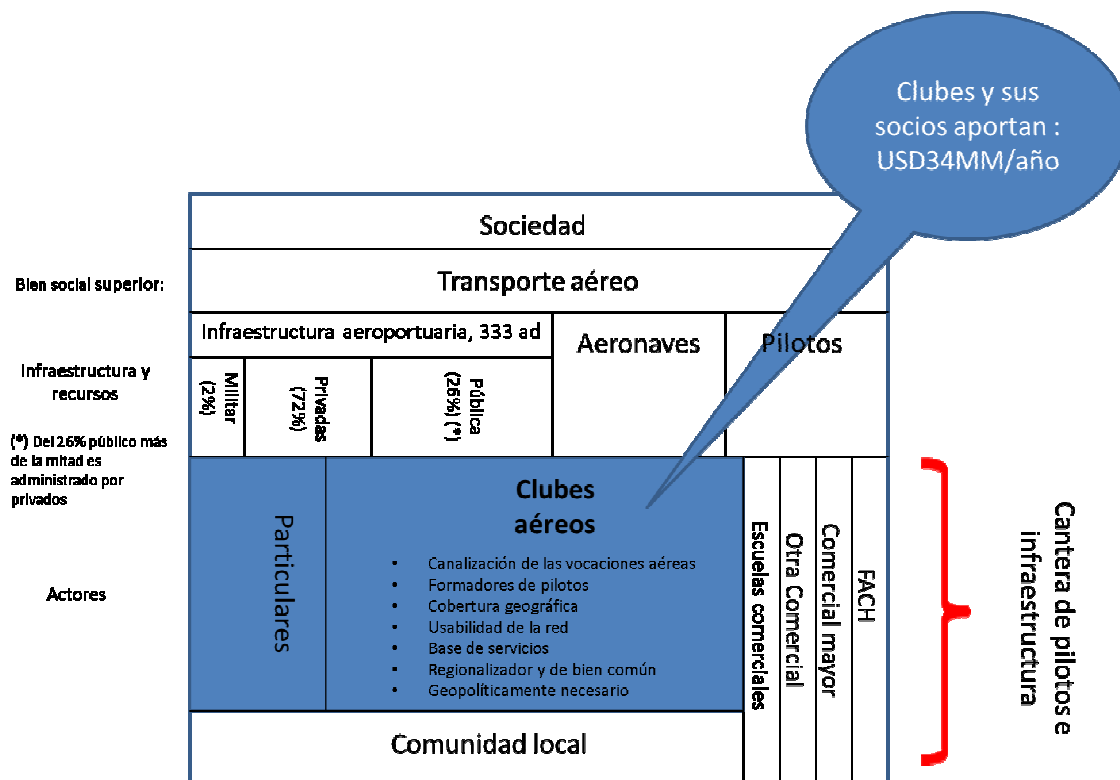 Clubes y sus
socios aportan :
USD34MM/año
Sociedad
Bien social superior:
Transporte aéreo
Infraestructura aeroportuaria, 333 ad
Aeronaves
Pilotos
Infraestructura y
recursos
Militar
(2%)
Privadas
(72%)
Pública
(26%) (*)
(*) Del 26% público más
de la mitad es
administrado por
privados
Actores
Particulares
Clubes
aéreos
• Canalización de las vocaciones aéreas
• Formadores de pilotos
• Cobertura geográfica
• Usabilidad de la red
• Base de servicios
• Regionalizador y de bien común
• Geopolíticamente necesario
Escuelas comerciales
Otra Comercial
Comercial mayor
FACH
Cantera de pilotos e
infraestructura
Comunidad local